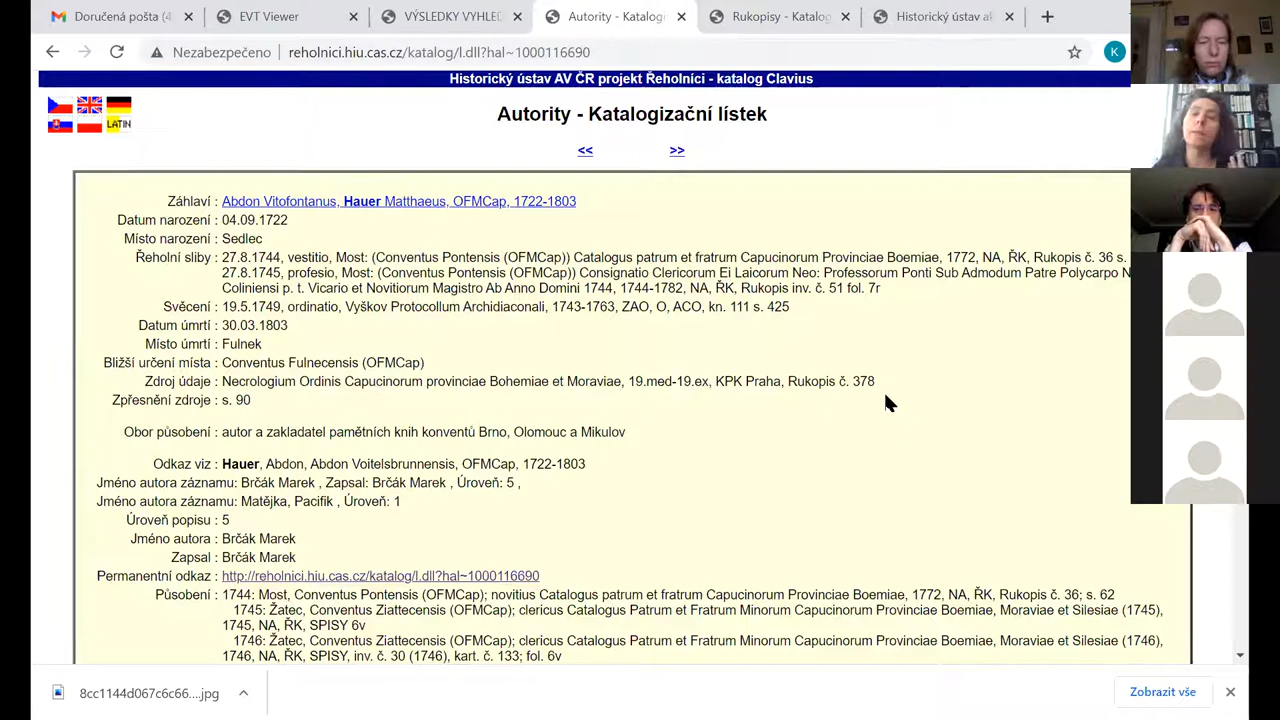 Doručená pošta (4
EVT Viewer
VÝSLEDKY VYHLED
Autority - Katalogi
Rukopisy - Katalog
Historický ústav a
Nezabezpečeno
reholnici.hiu.cas.cz/katalog/l.dll?hal~1000116690
K
Historický ústav AV ČR projekt Řeholníci - katalog Clavius
LATIN
Autority - Katalogizační lístek
<< >>
Záhlaví : Abdon Vitofontanus, Hauer Matthaeus, OFMCap, 1722-1803
Datum narození : 04.09.1722
Místo narození : Sedlec
Řeholní sliby : 27.8.1744, vestitio, Most: (Conventus Pontensis (OFMCap)) Catalogus patrum et fratrum Capucinorum Provinciae Boemiae, 1772, NA, ŘK, Rukopis č. 36 s.
27.8.1745, profesio, Most: (Conventus Pontensis (OFMCap)) Consignatio Clericorum Ei Laicorum Neo: Professorum Ponti Sub Admodum Patre Polycarpo N
Coliniensi p. t. Vicario et Novitiorum Magistro Ab Anno Domini 1744, 1744-1782, NA, ŘK, Rukopis inv. č. 51 fol. 7r
Svěcení : 19.5.1749, ordinatio, Vyškov Protocollum Archidiaconali, 1743-1763, ZAO, O, ACO, kn. 111 s. 425
Datum úmrtí : 30.03.1803
Místo úmrtí : Fulnek
Bližší určení místa : Conventus Fulnecensis (OFMCap)
Zdroj údaje : Necrologium Ordinis Capucinorum provinciae Bohemiae et Moraviae, 19.med-19.ex, KPK Praha, Rukopis č. 378
Zpřesnění zdroje : s. 90
Obor působení : autor a zakladatel pamětních knih konventů Brno, Olomouc a Mikulov
Odkaz viz : Hauer, Abdon, Abdon Voitelsbrunnensis, OFMCap, 1722-1803
Jméno autora záznamu: Brčák Marek , Zapsal: Brčák Marek , Úroveň: 5 ,
Jméno autora záznamu: Matějka, Pacifik , Úroveň: 1
Úroveň popisu : 5
Jméno autora : Brčák Marek
Zapsal : Brčák Marek
Permanentní odkaz : http://reholnici.hiu.cas.cz/katalog/l.dll?hal~1000116690
Působení : 1744: Most, Conventus Pontensis (OFMCap); novitius Catalogus patrum et fratrum Capucinorum Provinciae Boemiae, 1772, NA, ŘK, Rukopis č. 36; s. 62
1745: Žatec, Conventus Ziattecensis (OFMCap); clericus Catalogus Patrum et Fratrum Minorum Capucinorum Provinciae Boemiae, Moraviae et Silesiae (1745),
1745, NA, ŘK, SPISY 6v
1746: Žatec, Conventus Ziattecensis (OFMCap); clericus Catalogus Patrum et Fratrum Minorum Capucinorum Provinciae Boemiae, Moraviae et Silesiae (1746),
1746, NA, ŘK, SPISY, inv. č. 30 (1746), kart. č. 133; fol. 6v
8cc1144d067c6c66....jpg
Zobrazit vše